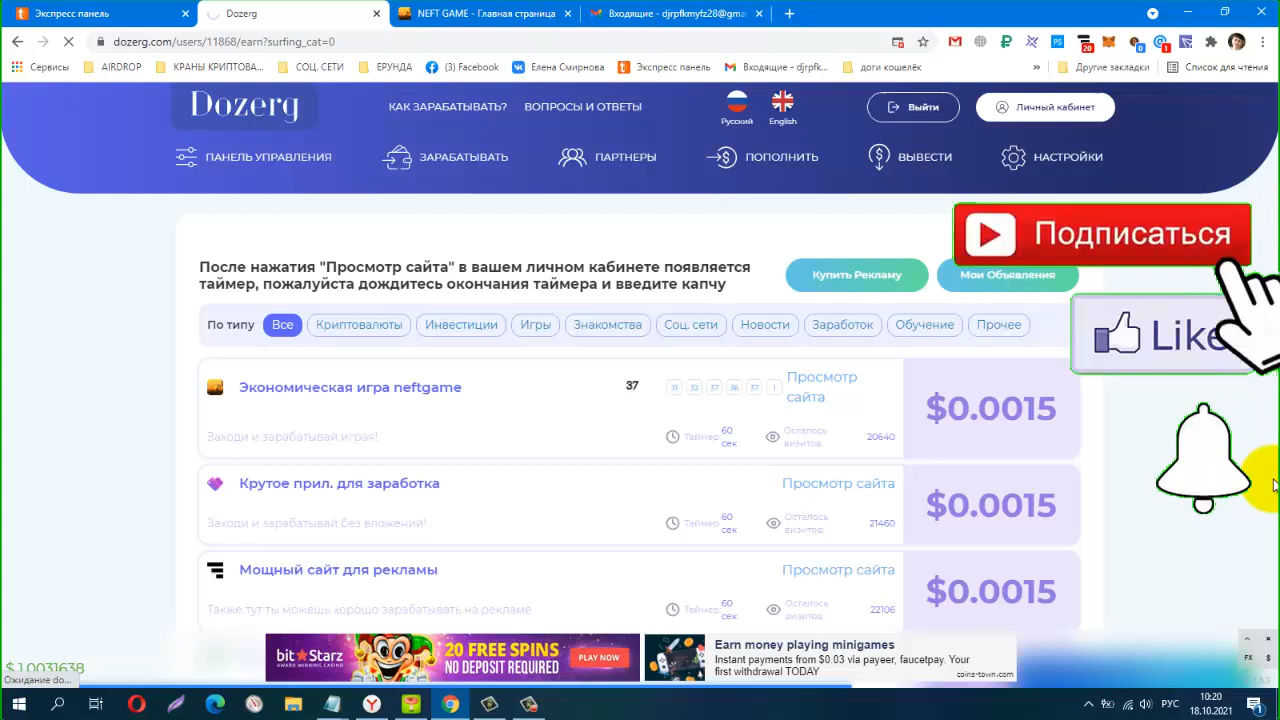 Экспресс панель
Dozerg
NEFT GAME - Главная страница
Входящие - djrpfkmyfz28@gma
dozerg.com/users/11868/earn?surfing_cat=0
Сервисы
AIRDROP
КРАНЫ КРИПТОВА...
СОЦ. СЕТИ
ЕРУНДА
(3) Facebook
Елена Смирнова
Экспресс панель
Входящие - djrpfk...
доги кошелёк
»
Другие закладки
Список для чтения
Dozerg
КАК ЗАРАБАТЫВАТЬ?
ВОПРОСЫ И ОТВЕТЫ
Русский
English
Выйти
Личный кабинет
ПАНЕЛЬ УПРАВЛЕНИЯ
ЗАРАБАТЫВАТЬ
ПАРТНЕРЫ
ПОПОЛНИТЬ
ВЫВЕСТИ
НАСТРОЙКИ
Подписаться
После нажатия "Просмотр сайта" в вашем личном кабинете появляется
таймер, пожалуйста дождитесь окончания таймера и введите капчу
Купить Рекламу
Мои Объявления
По типу
Все
Криптовалюты
Инвестиции
Игры
Знакомства
Соц. сети
Новости
Заработок
Обучение
Прочее
Like
Экономическая игра neftgame
37
31 32 37 36 37 1
Просмотр
сайта
$0.0015
Заходи и зарабатывай играя!
Таймер: 60
сек
Осталось
визитов:
20640
Крутое прил. для заработка
Просмотр сайта
$0.0015
Заходи и зарабатывай без вложений!
Таймер: 60
сек
Осталось
визитов:
21460
Мощный сайт для рекламы
Просмотр сайта
$0.0015
Также тут ты можешь хорошо зарабатывать на рекламе
Таймер: 60
сек
Осталось
визитов:
22106
bitstarz
AWARD WINNING CASINO
20 FREE SPINS
NO DEPOSIT REQUIRED
PLAY NOW
Earn money playing minigames
Instant payments from $0.03 via payeer, faucetpay. Your
first withdrawal TODAY
coins-town.com
FX $
$ 1.0031638
Ожидание do...
РУС
10:20
18.10.2021